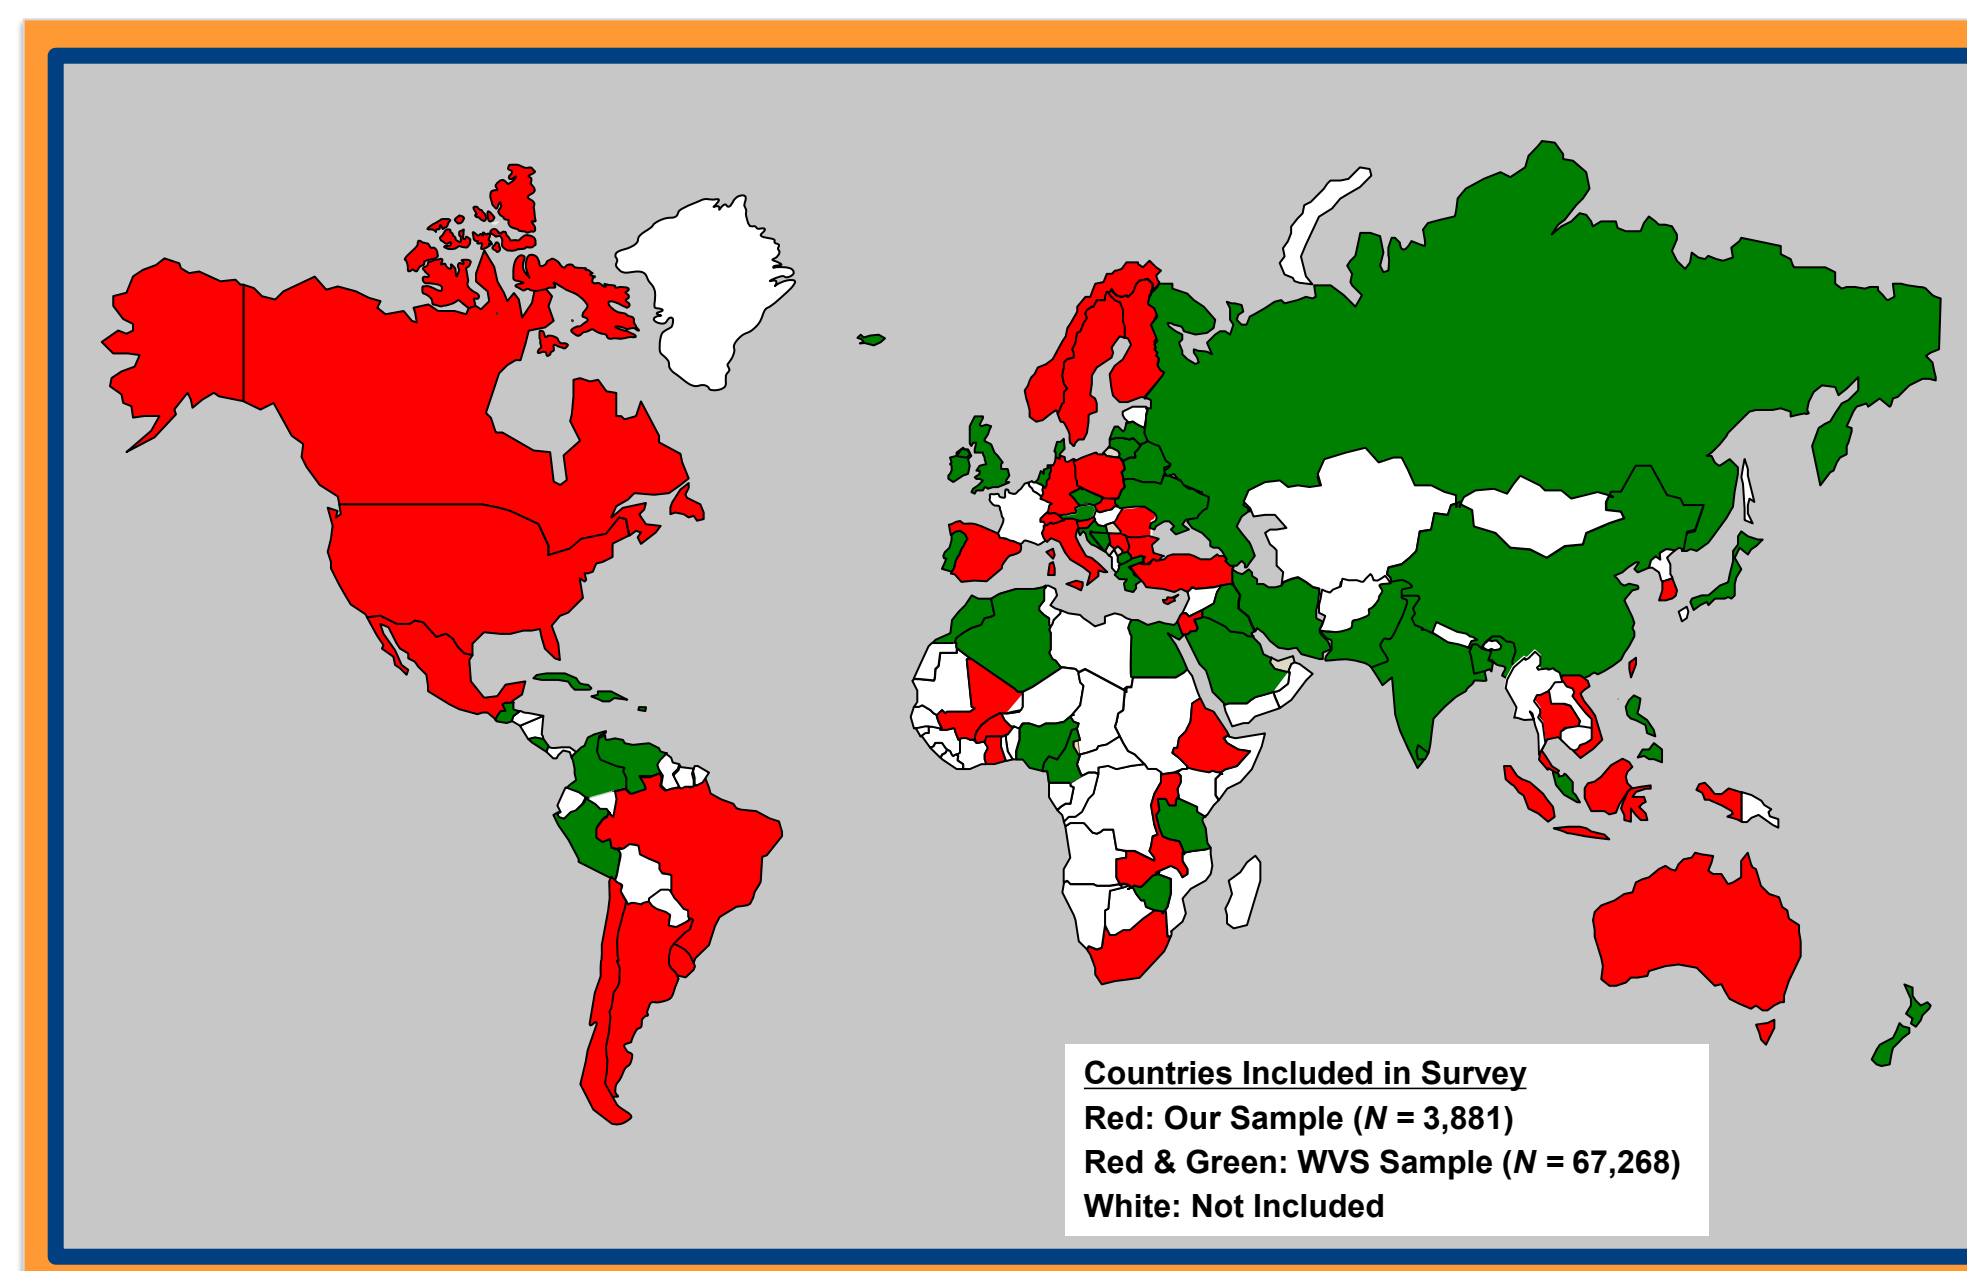 Countries Included in Survey
Red: Our Sample (N = 3,881)
Red & Green: WVS Sample (N = 67,268)
White: Not Included